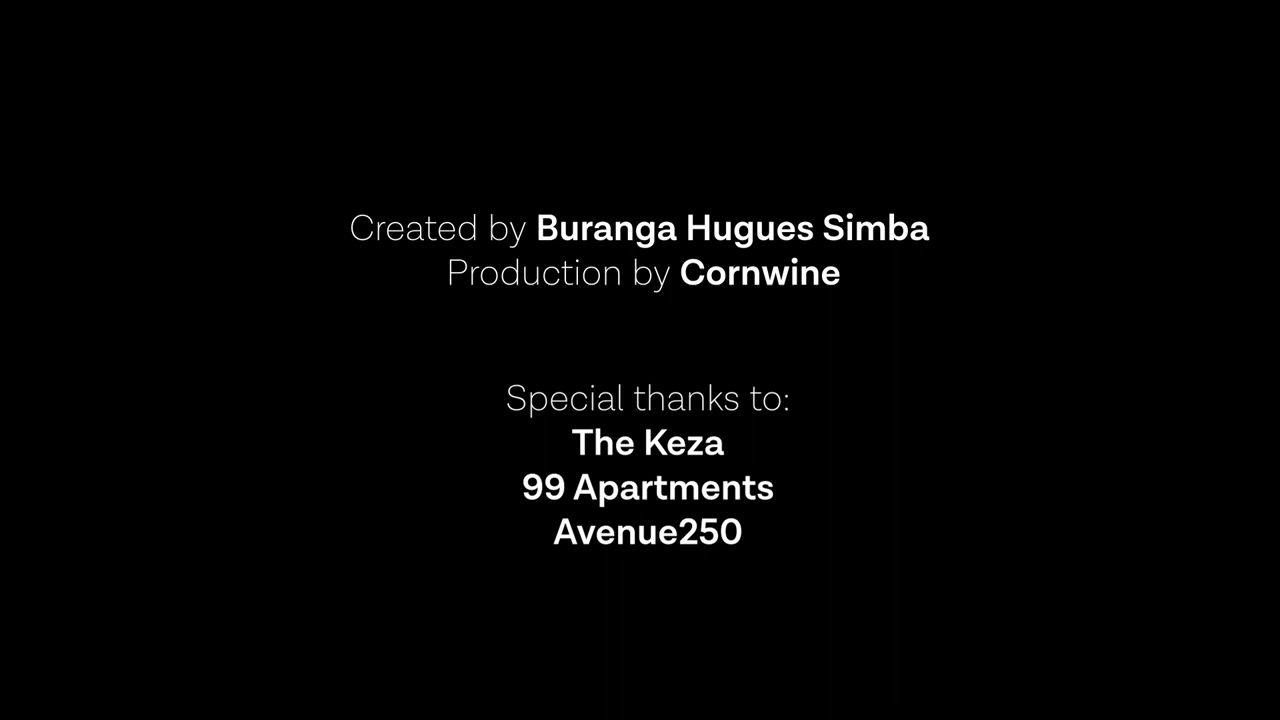 Created by Buranga Hugues Simba
Production by Cornwine
Special thanks to:
The Keza
99 Apartments
Avenue250